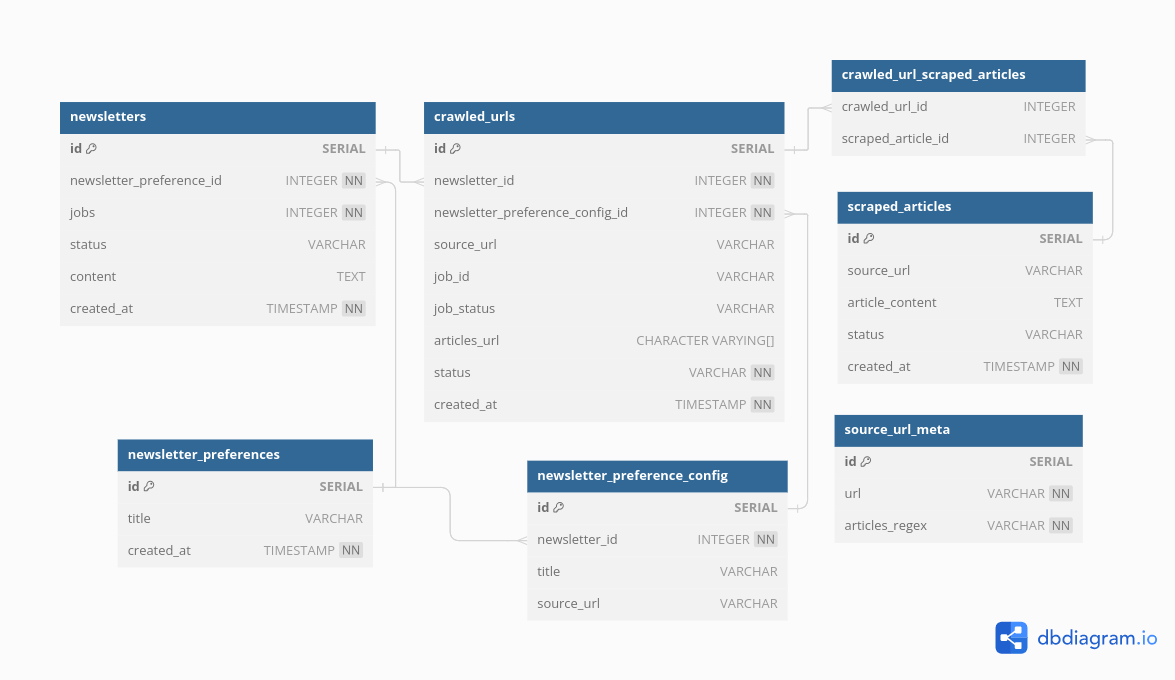 newsletters
id SERIAL
newsletter_preference_id INTEGER NN
jobs INTEGER NN
status VARCHAR
content TEXT
created_at TIMESTAMP NN
crawled_urls
id SERIAL
newsletter_id INTEGER NN
newsletter_preference_config_id INTEGER NN
source_url VARCHAR
job_id VARCHAR
job_status VARCHAR
articles_url CHARACTER VARYING[]
status VARCHAR NN
created_at TIMESTAMP NN
crawled_url_scraped_articles
crawled_url_id INTEGER
scraped_article_id INTEGER
scraped_articles
id SERIAL
source_url VARCHAR
article_content TEXT
status VARCHAR
created_at TIMESTAMP NN
newsletter_preferences
id SERIAL
title VARCHAR
created_at TIMESTAMP NN
newsletter_preference_config
id SERIAL
newsletter_id INTEGER NN
title VARCHAR
source_url VARCHAR
source_url_meta
id SERIAL
url VARCHAR NN
articles_regex VARCHAR NN
dbdiagram.io